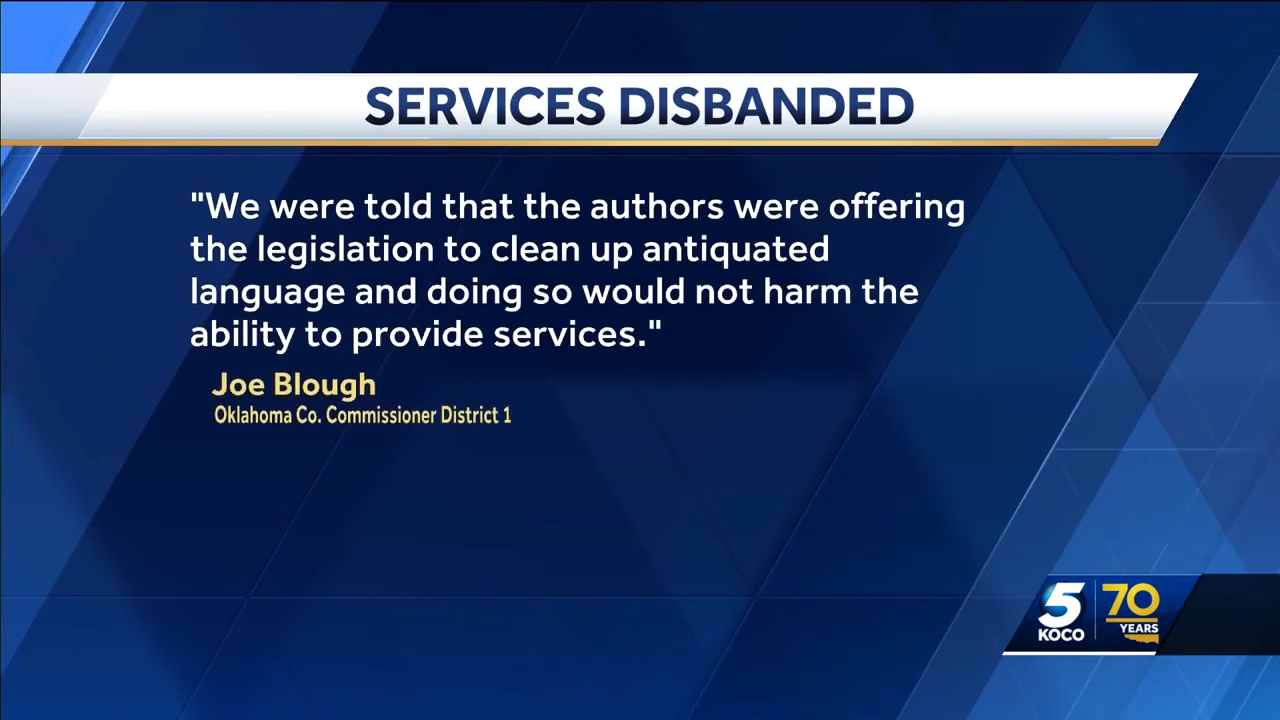 SERVICES DISBANDED
"We were told that the authors were offering
the legislation to clean up antiquated
language and doing so would not harm the
ability to provide services."
Joe Blough
Oklahoma Co. Commissioner District 1
5
KOCO
70
YEARS